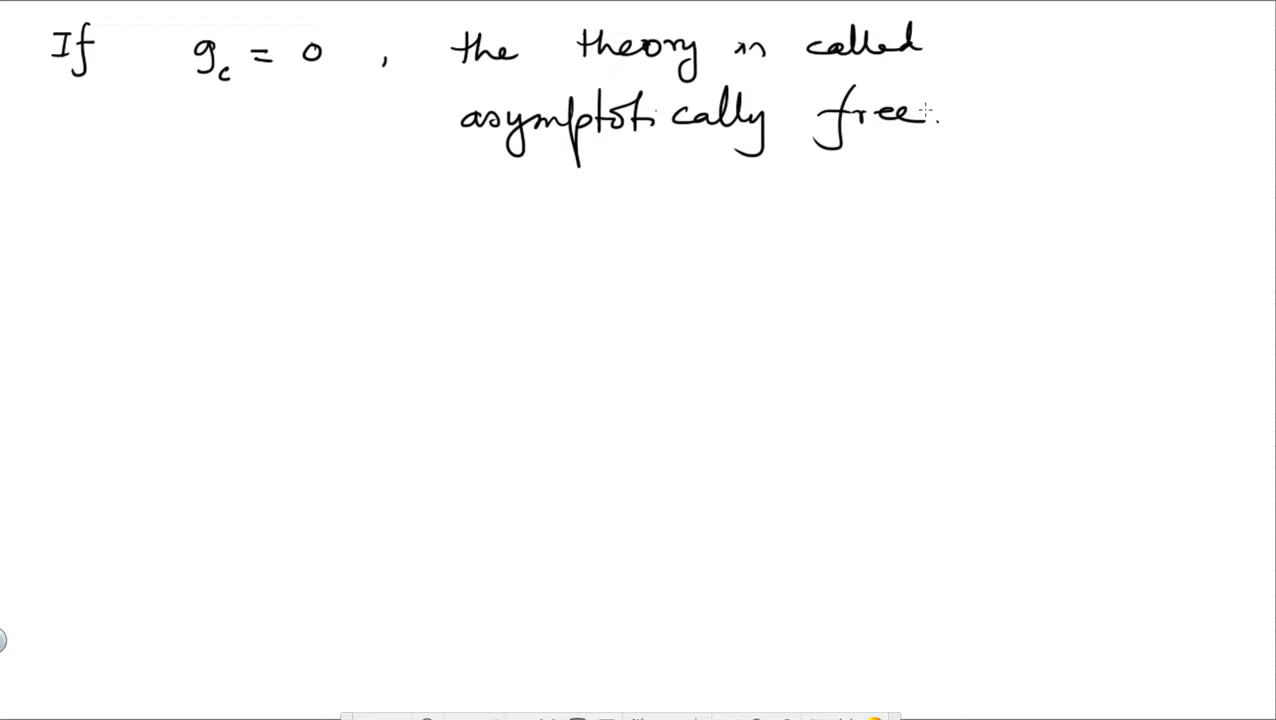 If g_c = 0 , the theory is called
asymptotically free.